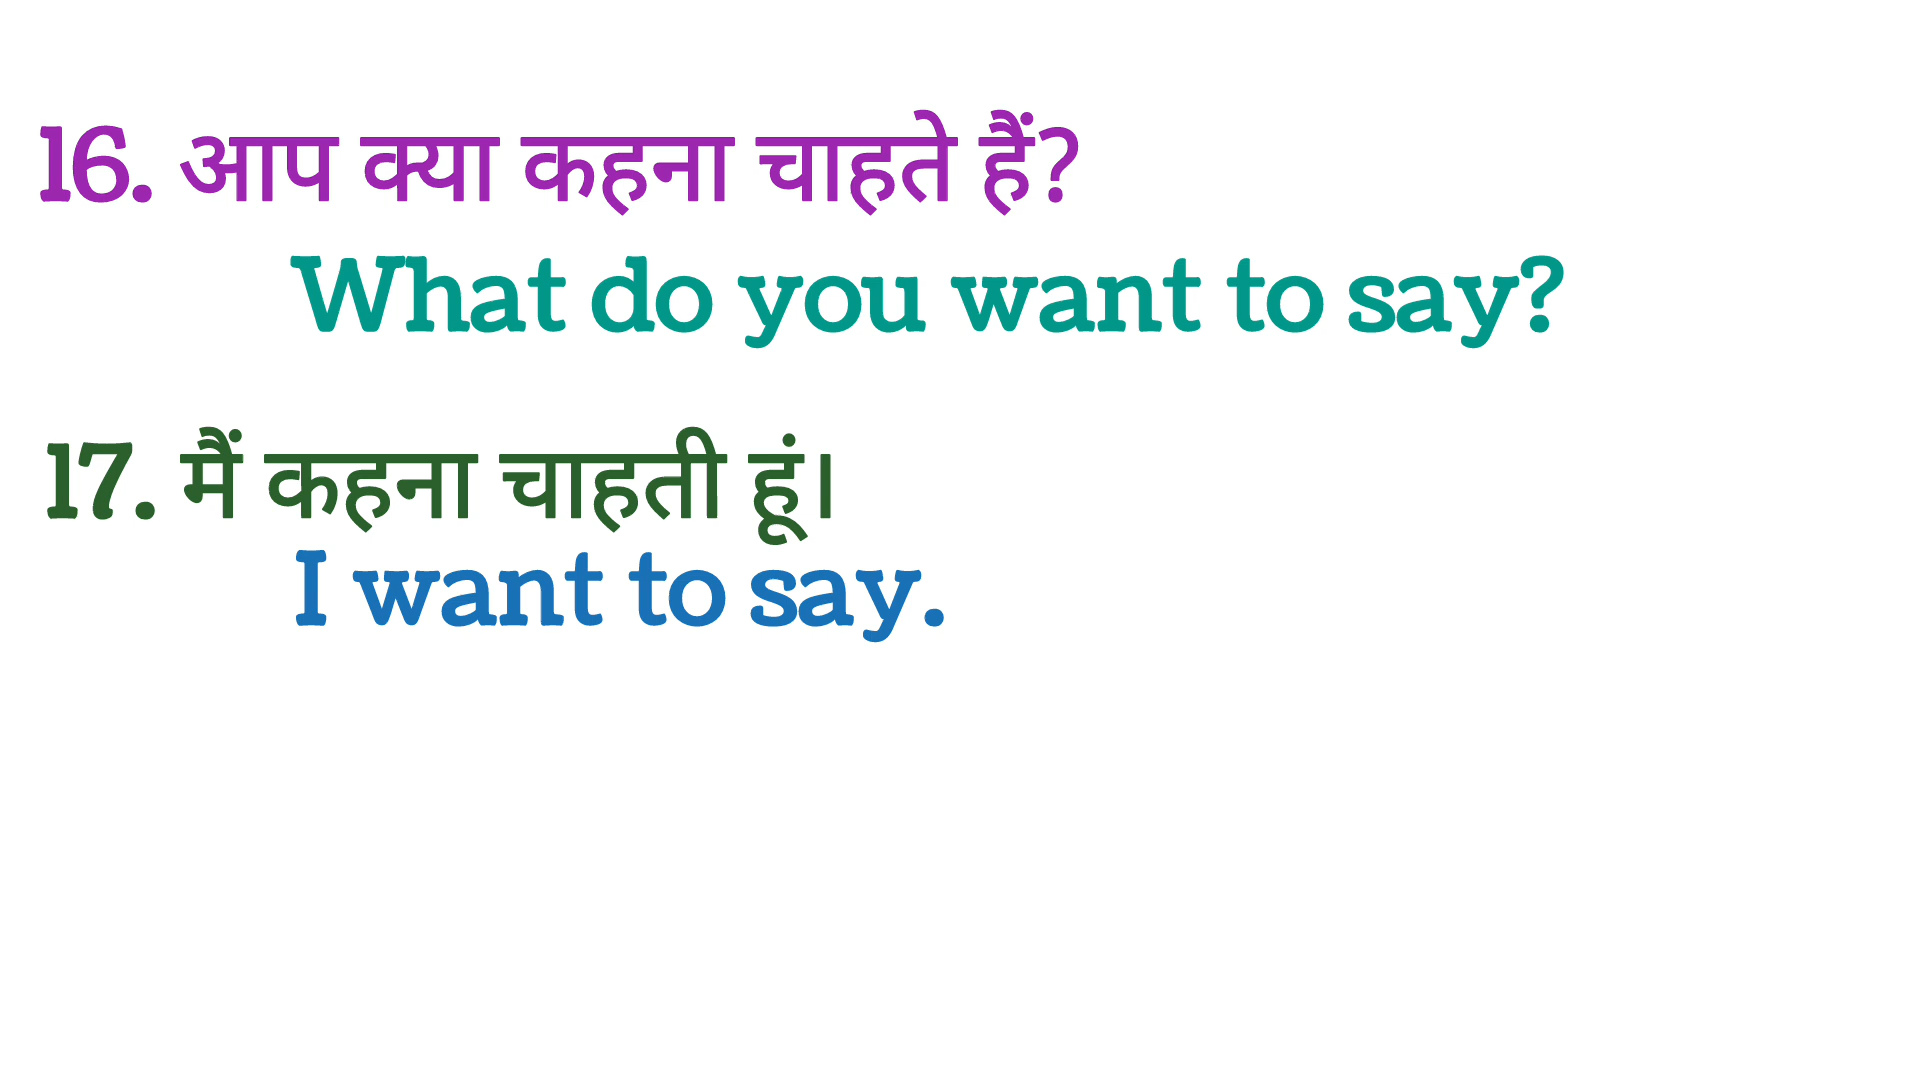 16. आप क्या कहना चाहते हैं?
What do you want to say?
17. मैं कहना चाहती हूं।
I want to say.